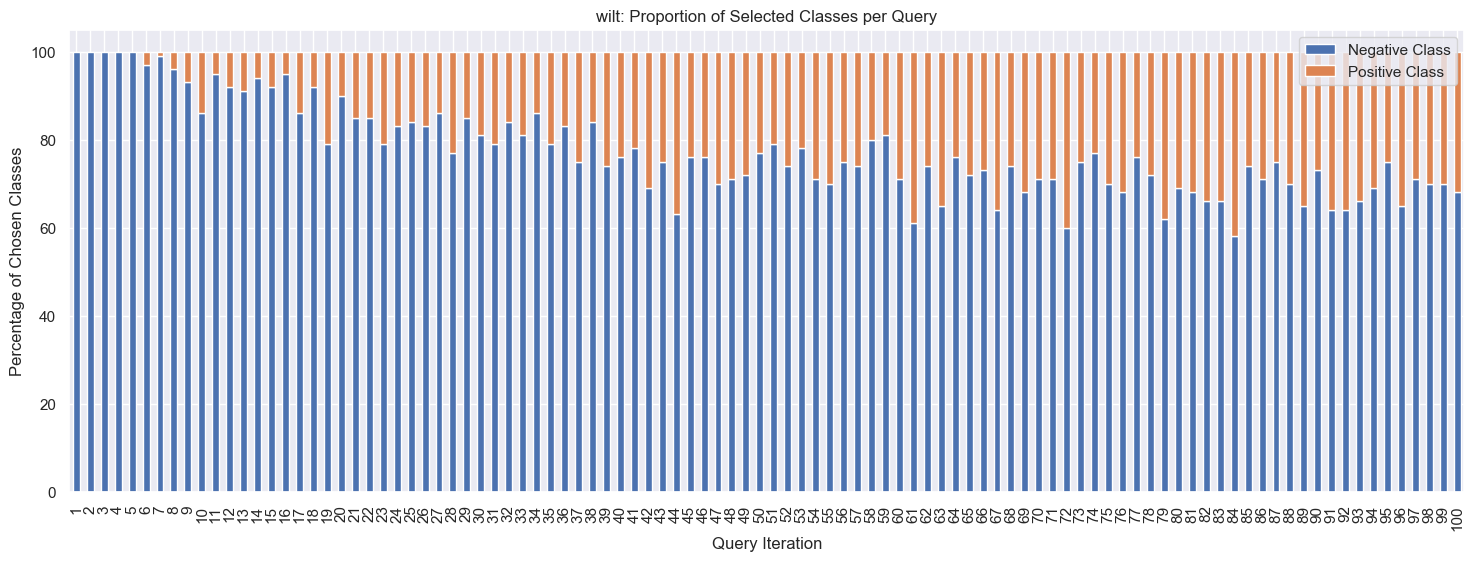 wilt: Proportion of Selected Classes per Query
Negative Class
Positive Class
Percentage of Chosen Classes
100
80
60
40
20
0
1 2 3 4 5 6 7 8 9 10 11 12 13 14 15 16 17 18 19 20 21 22 23 24 25 26 27 28 29 30 31 32 33 34 35 36 37 38 39 40 41 42 43 44 45 46 47 48 49 50 51 52 53 54 55 56 57 58 59 60 61 62 63 64 65 66 67 68 69 70 71 72 73 74 75 76 77 78 79 80 81 82 83 84 85 86 87 88 89 90 91 92 93 94 95 96 97 98 99 100
Query Iteration